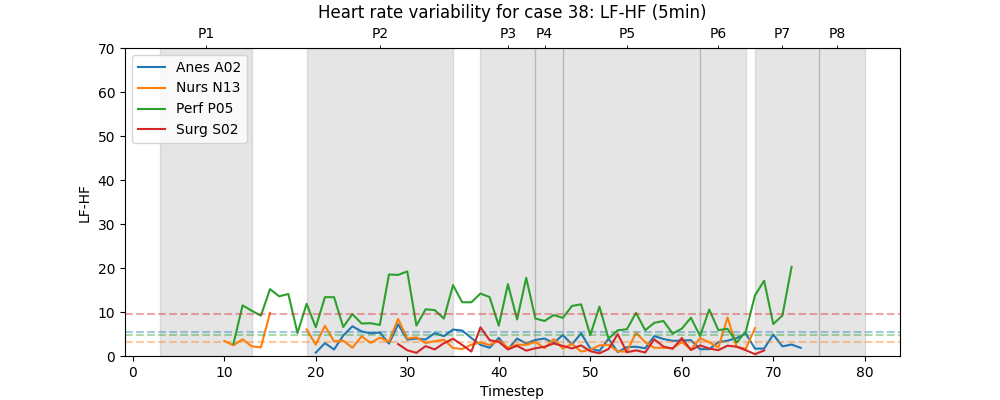 Heart rate variability for case 38: LF-HF (5min)
P1 P2 P3 P4 P5 P6 P7 P8
70
60
50
40
30
20
10
0
LF-HF
Anes A02
Nurs N13
Perf P05
Surg S02
0 10 20 30 40 50 60 70 80
Timestep